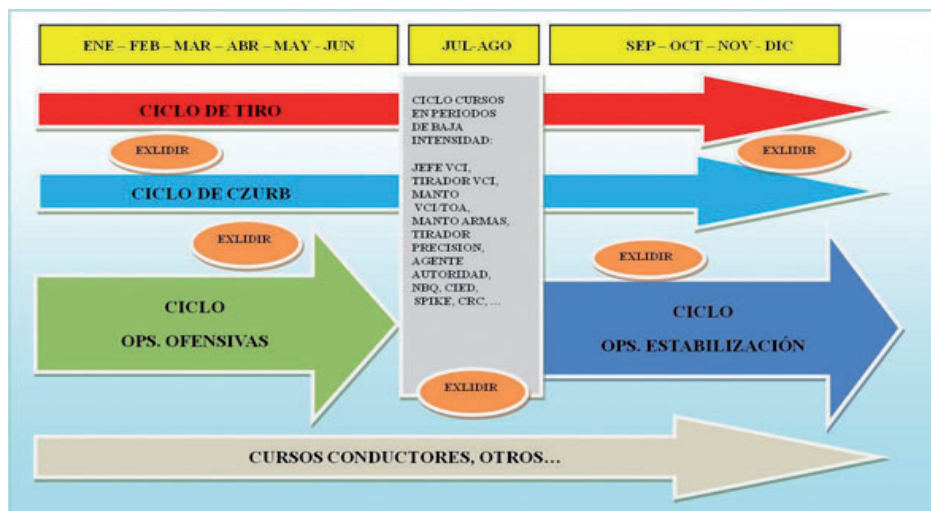 ENE – FEB – MAR – ABR – MAY - JUN
JUL-AGO
SEP – OCT – NOV - DIC
CICLO DE TIRO
EXLIDIR
EXLIDIR
CICLO DE CZURB
EXLIDIR
CICLO
OPS. OFENSIVAS
CICLO CURSOS
EN PERIODOS
DE BAJA
INTENSIDAD:
JEFE VCI,
TIRADOR VCI,
MANTO
VCI/TOA,
MANTO ARMAS,
TIRADOR
PRECISION,
AGENTE
AUTORIDAD,
NBQ, CIED,
SPIKE, CRC, ...
EXLIDIR
EXLIDIR
CICLO
OPS. ESTABILIZACIÓN
CURSOS CONDUCTORES, OTROS...